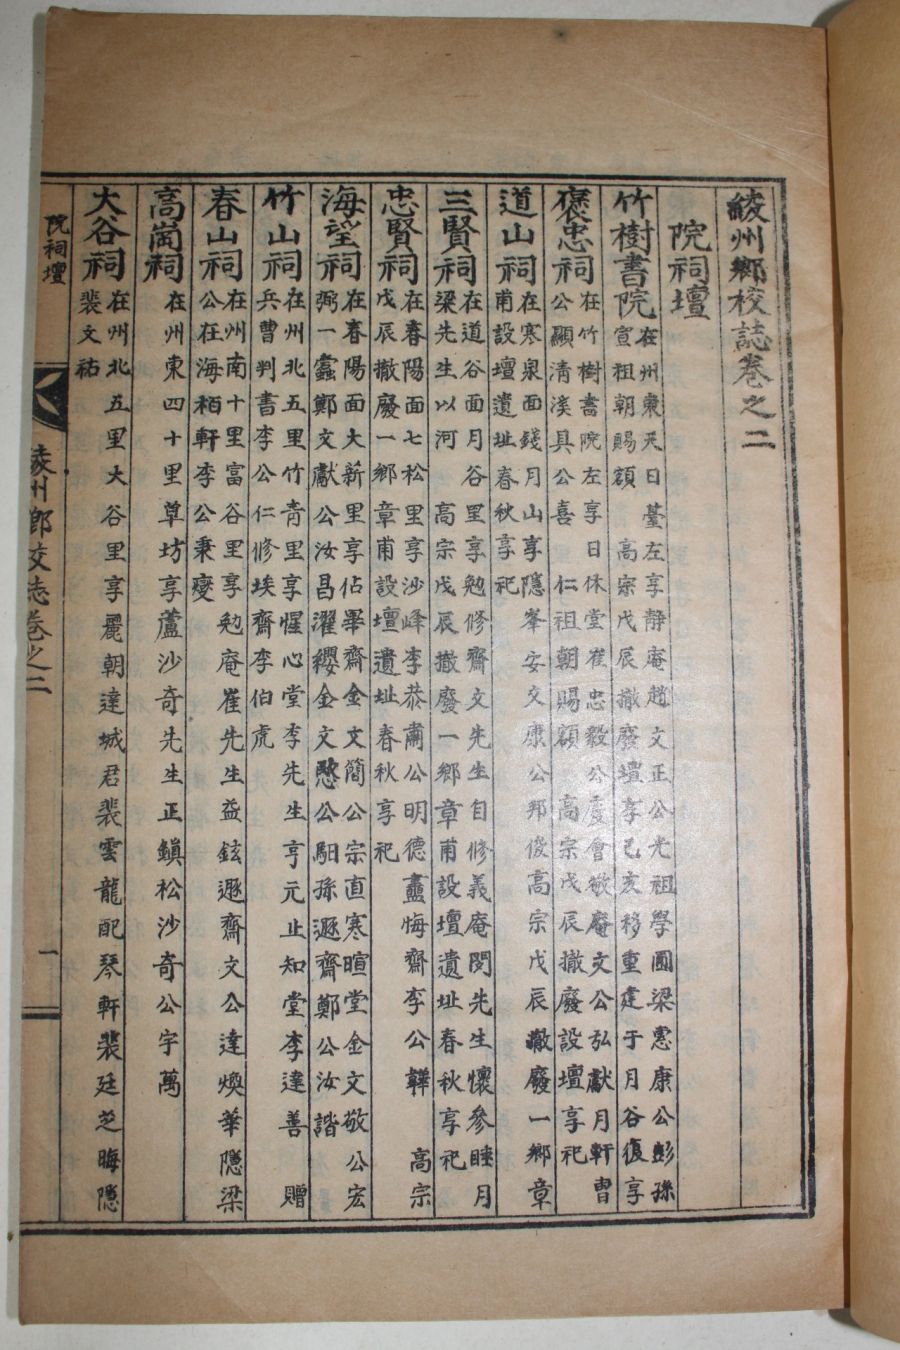 綾州鄉校誌卷之二
院祠壇
竹樹書院
在州東天日臺左享靜庵趙文正公光祖學圃梁惠康公彭孫
宣祖朝賜額 高宗戊辰撤廢壇享己亥移重建于月谷復享
褒忠祠
在竹樹書院左享日休堂崔忠毅公慶會敬庵文公弘獻月軒曺
公顯清溪具公喜 仁祖朝賜額 高宗戊辰撤廢設壇享祀
道山祠
在寒泉面錢月山享隱峯安文康公邦俊高宗戊辰撤廢一鄉章
甫設壇遺址春秋享祀
三賢祠
在道谷面月谷里享勉修齋文先生自修義庵閔先生懷參睡月
梁先生以河 高宗戊辰撤廢一鄉章甫設壇遺址春秋享祀
忠賢祠
在春陽面七松里享沙峰李恭肅公明德盡悔齋李公韡 高宗
戊辰撤廢一鄉章甫設壇遺址春秋享祀
海望祠
在春陽面大新里享佔畢齋金文簡公宗直寒暄堂金文敬公宏
弼一蠹鄭文獻公汝昌濯纓金文愍公馹孫遯齋鄭公汝諧
竹山祠
在州北五里竹青里享惺心堂李先生亨元止知堂李達善 贈
兵曹判書李公仁修埃齋李伯虎
春山祠
在州南十里富谷里享勉庵崔先生益鉉遯齋文公達煥華隱梁
公在海栢軒李公秉燮
高崗祠
在州東四十里草坊享蘆沙奇先生正鎭松沙奇公宇萬
大谷祠
在州北五里大谷里享麗朝達城君裴雲龍配琴軒裴廷芝晦隱
裴文祐
院祠壇
綾州鄉校誌卷之二
一